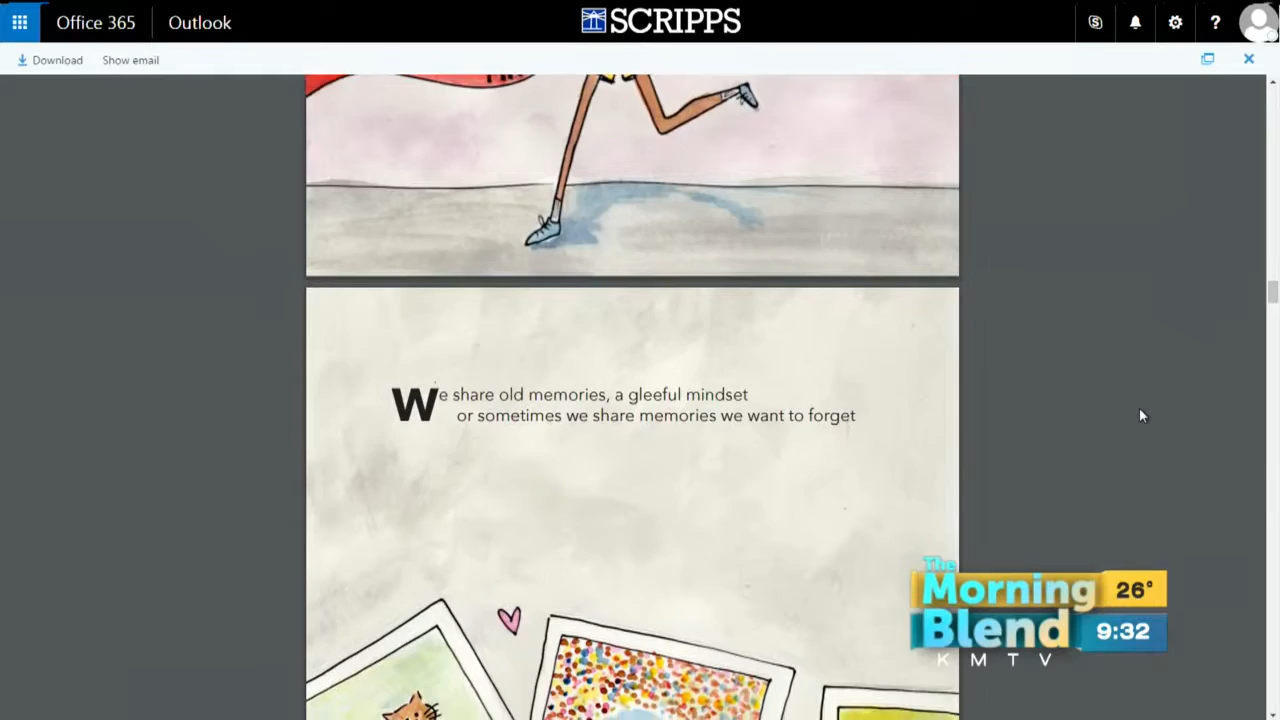 Office 365
Outlook
SCRIPPS
?
Download
Show email
We share old memories, a gleeful mindset
or sometimes we share memories we want to forget
The
Morning
Blend
26°
9:32
KMTV